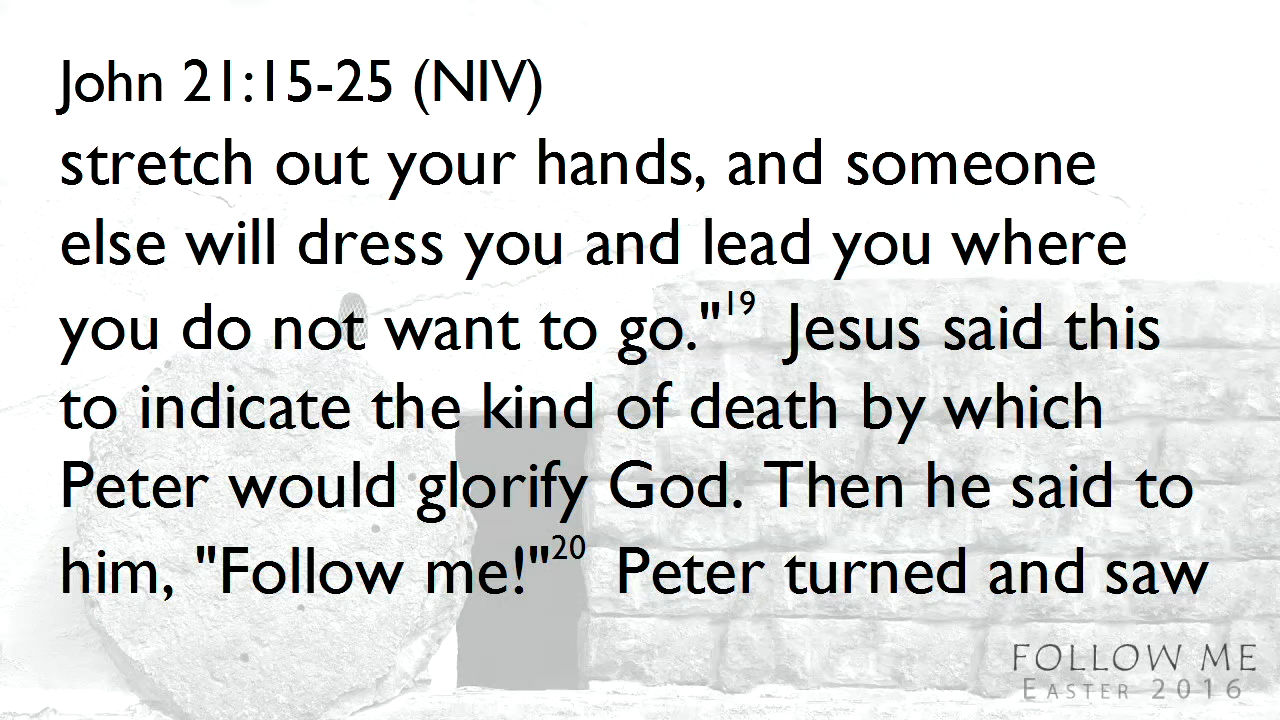 John 21:15-25 (NIV)
stretch out your hands, and someone
else will dress you and lead you where
you do not want to go."19 Jesus said this
to indicate the kind of death by which
Peter would glorify God. Then he said to
him, "Follow me!"20 Peter turned and saw
FOLLOW ME
EASTER 2016